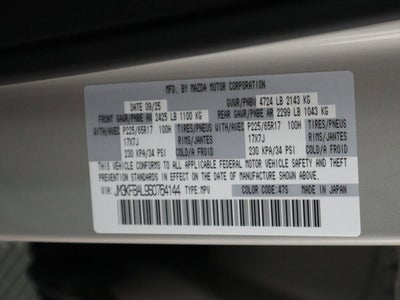 MFD. BY MAZDA MOTOR CORPORATION
DATE 09/25 GVWR/PNBV 4724 LB 2143 KG
FRONT GAWR/PNBE AV 2425 LB 1100 KG REAR GAWR/PNBE AR 2299 LB 1043 KG
WITH/AVEC P225/65R17 100H TIRES/PNEUS WITH/AVEC P225/65R17 100H TIRES/PNEUS
17X7J RIMS/JANTES 17X7J RIMS/JANTES
230 KPA/34 PSI COLD/A FROID 230 KPA/34 PSI COLD/A FROID
THIS VEHICLE CONFORMS TO ALL APPLICABLE FEDERAL MOTOR VEHICLE SAFETY AND
THEFT PREVENTION STANDARDS IN EFFECT ON THE DATE OF MANUFACTURE SHOWN ABOVE.
VIN: JM3KFBAL9S0764144 TYPE:MPV COLOR CODE: 47S MADE IN JAPAN